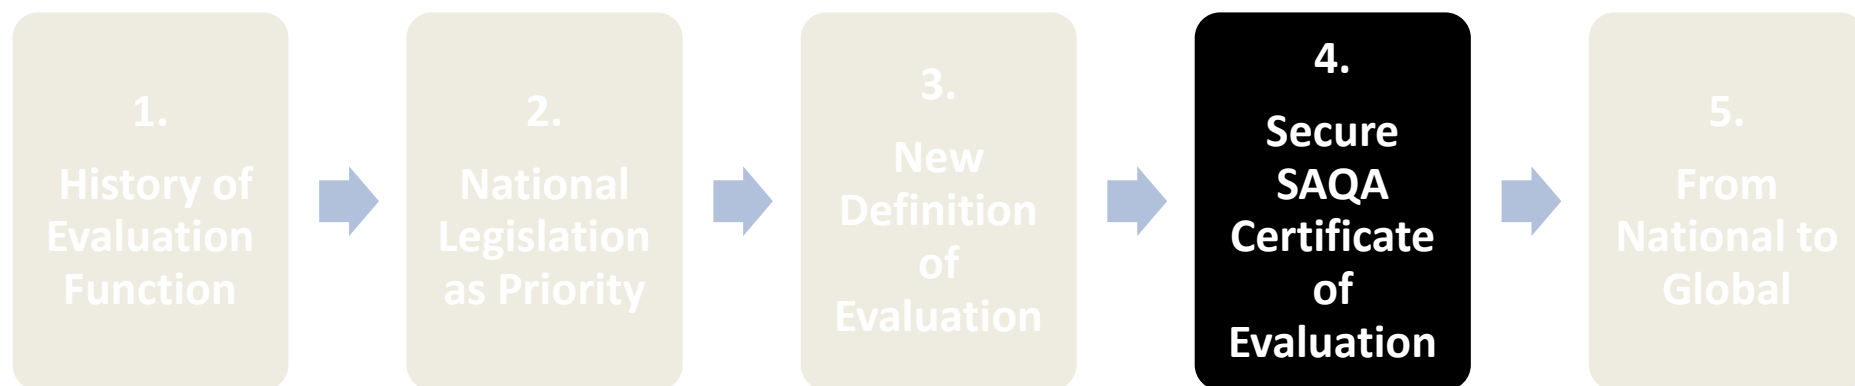 1.
History of
Evaluation
Function
2.
National
Legislation
as Priority
3.
New
Definition
of
Evaluation
4.
Secure
SAQA
Certificate
of
Evaluation
5.
From
National to
Global